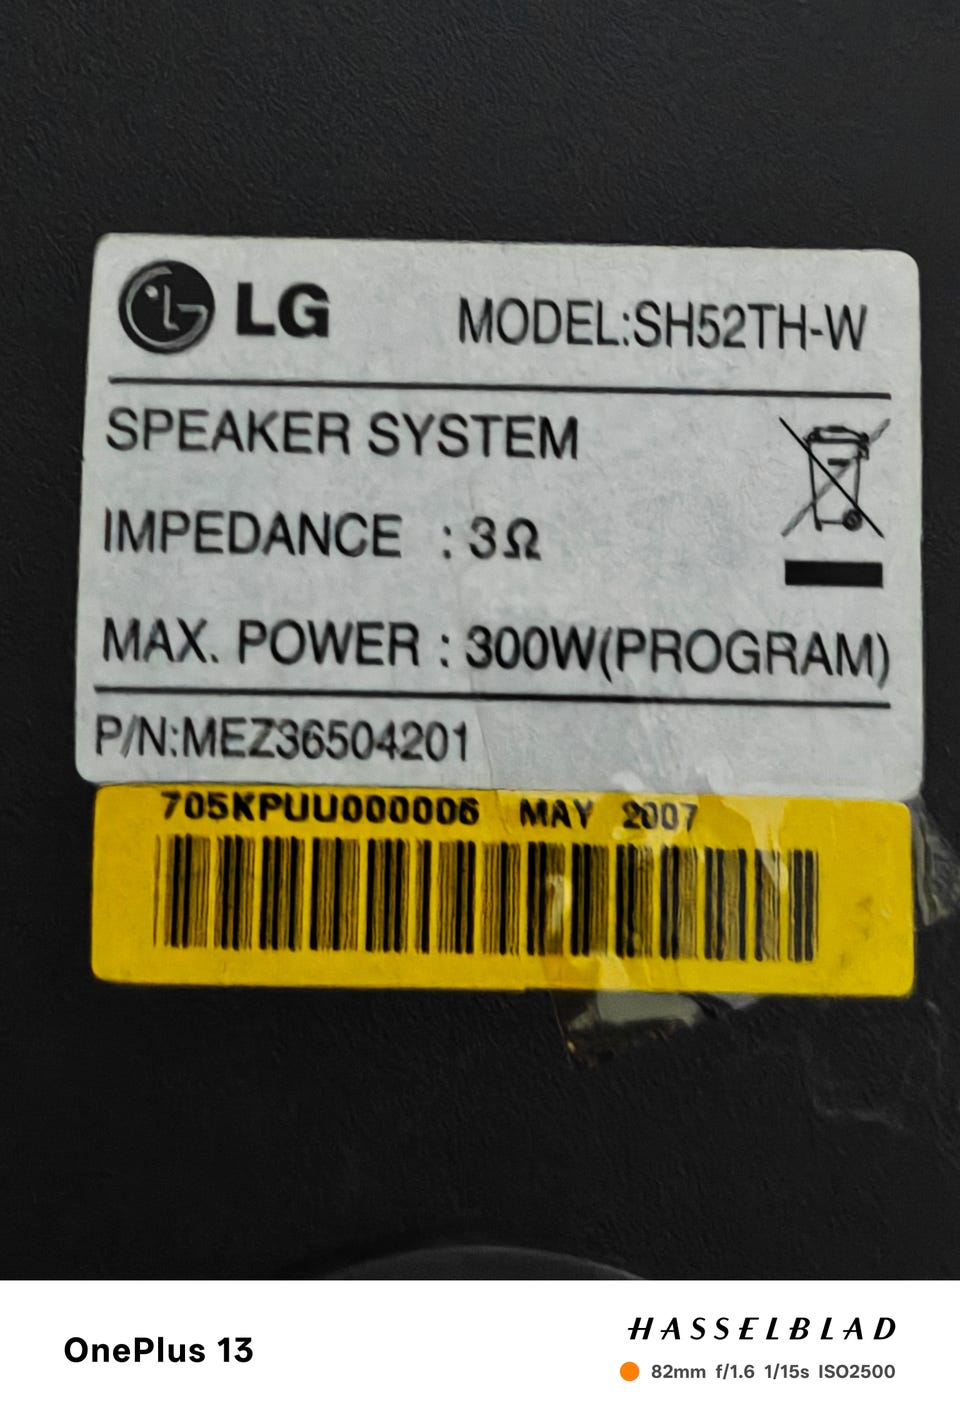 LG MODEL:SH52TH-W
SPEAKER SYSTEM
IMPEDANCE : 3Ω
MAX. POWER : 300W(PROGRAM)
P/N:MEZ36504201
705KPUU000006 MAY 2007
OnePlus 13
HASSELBLAD
82mm f/1.6 1/15s ISO2500